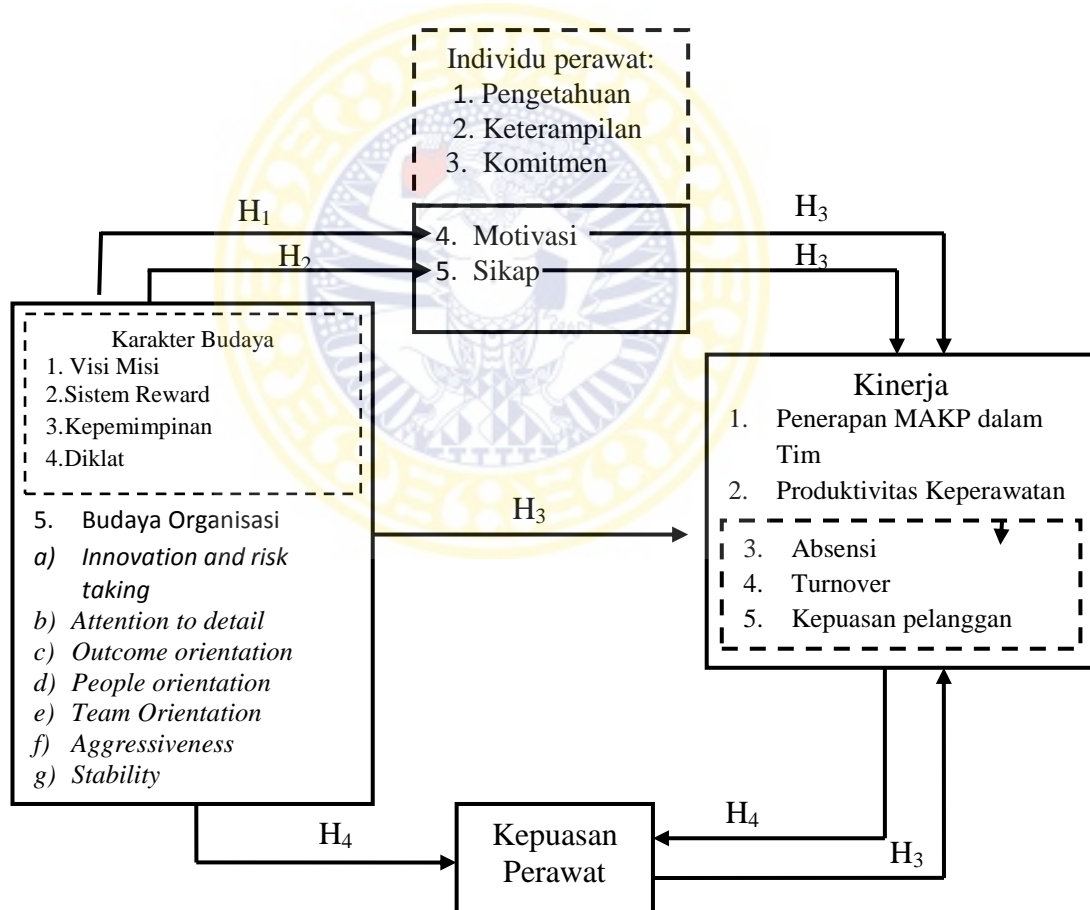 Individu perawat:
1. Pengetahuan
2. Keterampilan
3. Komitmen
4. Motivasi
5. Sikap
H₁
H₂
H₃
H₃
Karakter Budaya
1. Visi Misi
2.Sistem Reward
3.Kepemimpinan
4.Diklat
5. Budaya Organisasi
a) Innovation and risk
taking
b) Attention to detail
c) Outcome orientation
d) People orientation
e) Team Orientation
f) Aggressiveness
g) Stability
H₃
Kinerja
1. Penerapan MAKP dalam
Tim
2. Produktivitas Keperawatan
3. Absensi
4. Turnover
5. Kepuasan pelanggan
H₄
Kepuasan
Perawat
H₄
H₃